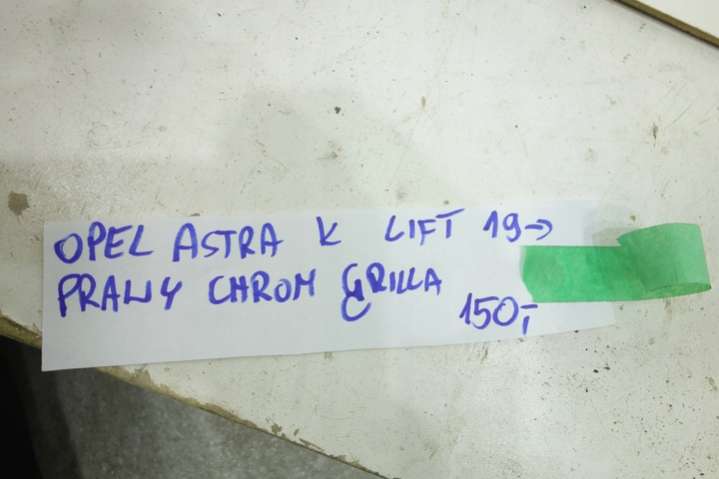 OPEL ASTRA K LIFT 19→
PRAWY CHROM GRILLA
150,-